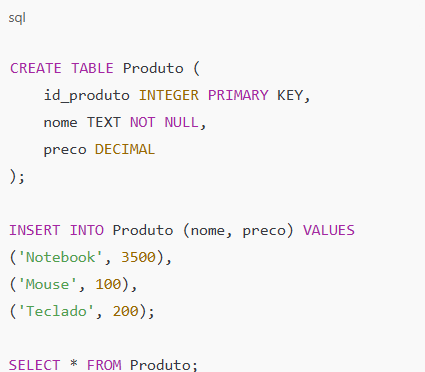 sql
CREATE TABLE Produto (
    id_produto INTEGER PRIMARY KEY,
    nome TEXT NOT NULL,
    preco DECIMAL
);
INSERT INTO Produto (nome, preco) VALUES
('Notebook', 3500),
('Mouse', 100),
('Teclado', 200);
SELECT * FROM Produto;